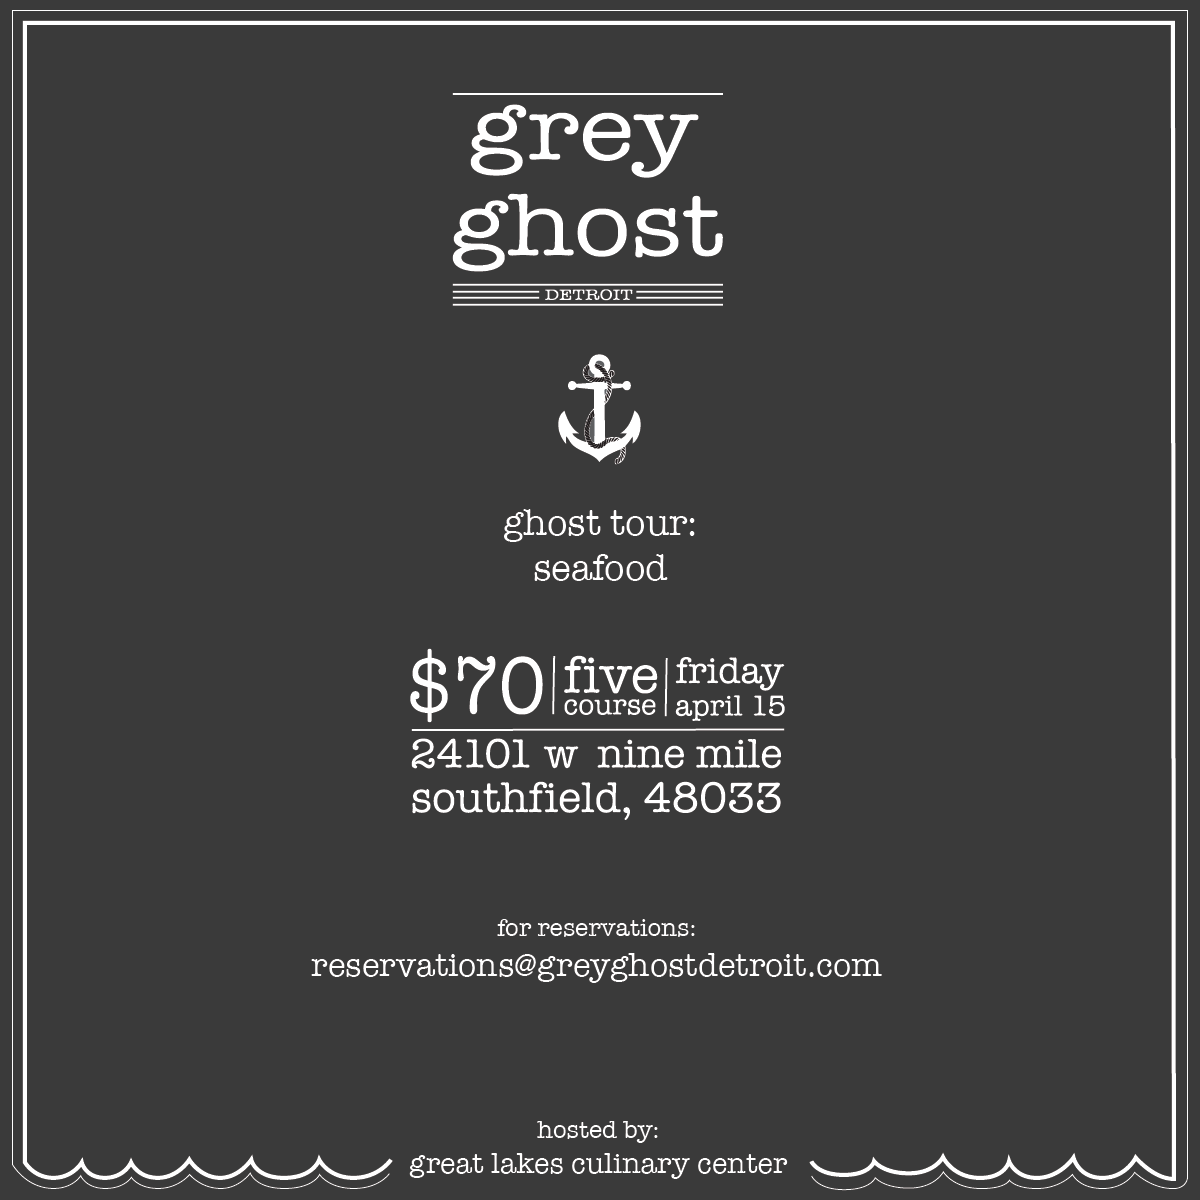 grey
ghost
DETROIT
ghost tour:
seafood
$70 five course friday april 15
24101 w nine mile
southfield, 48033
for reservations:
reservations@greyghostdetroit.com
hosted by:
great lakes culinary center